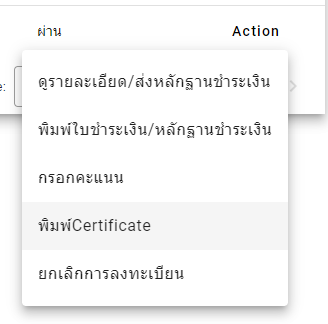 ผ่าน Action
ดูรายละเอียด/ส่งหลักฐานชำระเงิน
พิมพ์ใบชำระเงิน/หลักฐานชำระเงิน
กรอกคะแนน
พิมพ์Certificate
ยกเลิกการลงทะเบียน